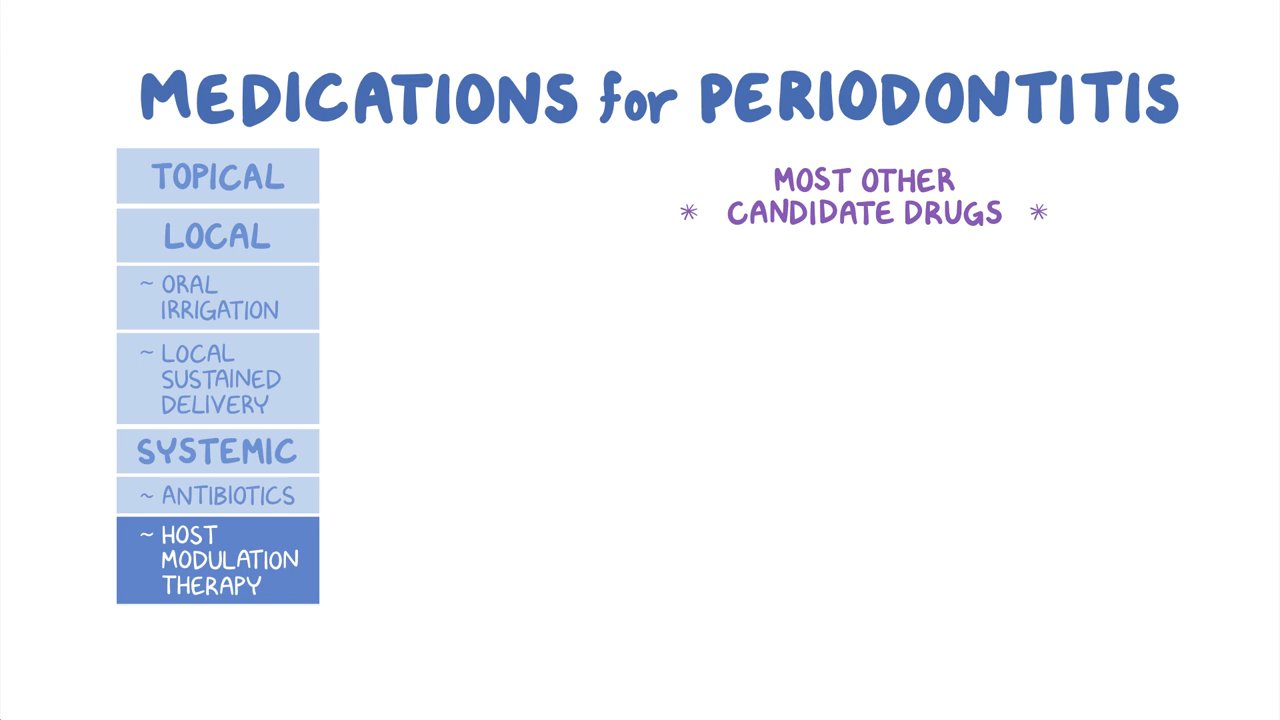 MEDICATIONS for PERIODONTITIS
TOPICAL
LOCAL
~ ORAL
IRRIGATION
~ LOCAL
SUSTAINED
DELIVERY
SYSTEMIC
~ ANTIBIOTICS
~ HOST
MODULATION
THERAPY
MOST OTHER
* CANDIDATE DRUGS *